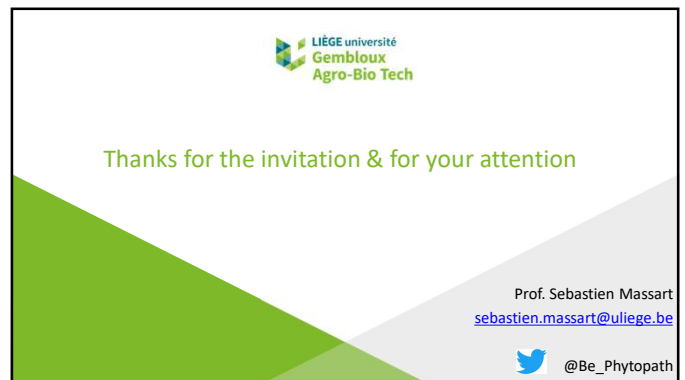 LIÈGE université
Gembloux
Agro-Bio Tech
Thanks for the invitation & for your attention
Prof. Sebastien Massart
sebastien.massart@uliege.be
@Be_Phytopath